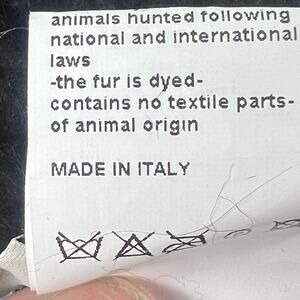 animals hunted following
national and international
laws
-the fur is dyed-
contains no textile parts-
of animal origin
MADE IN ITALY